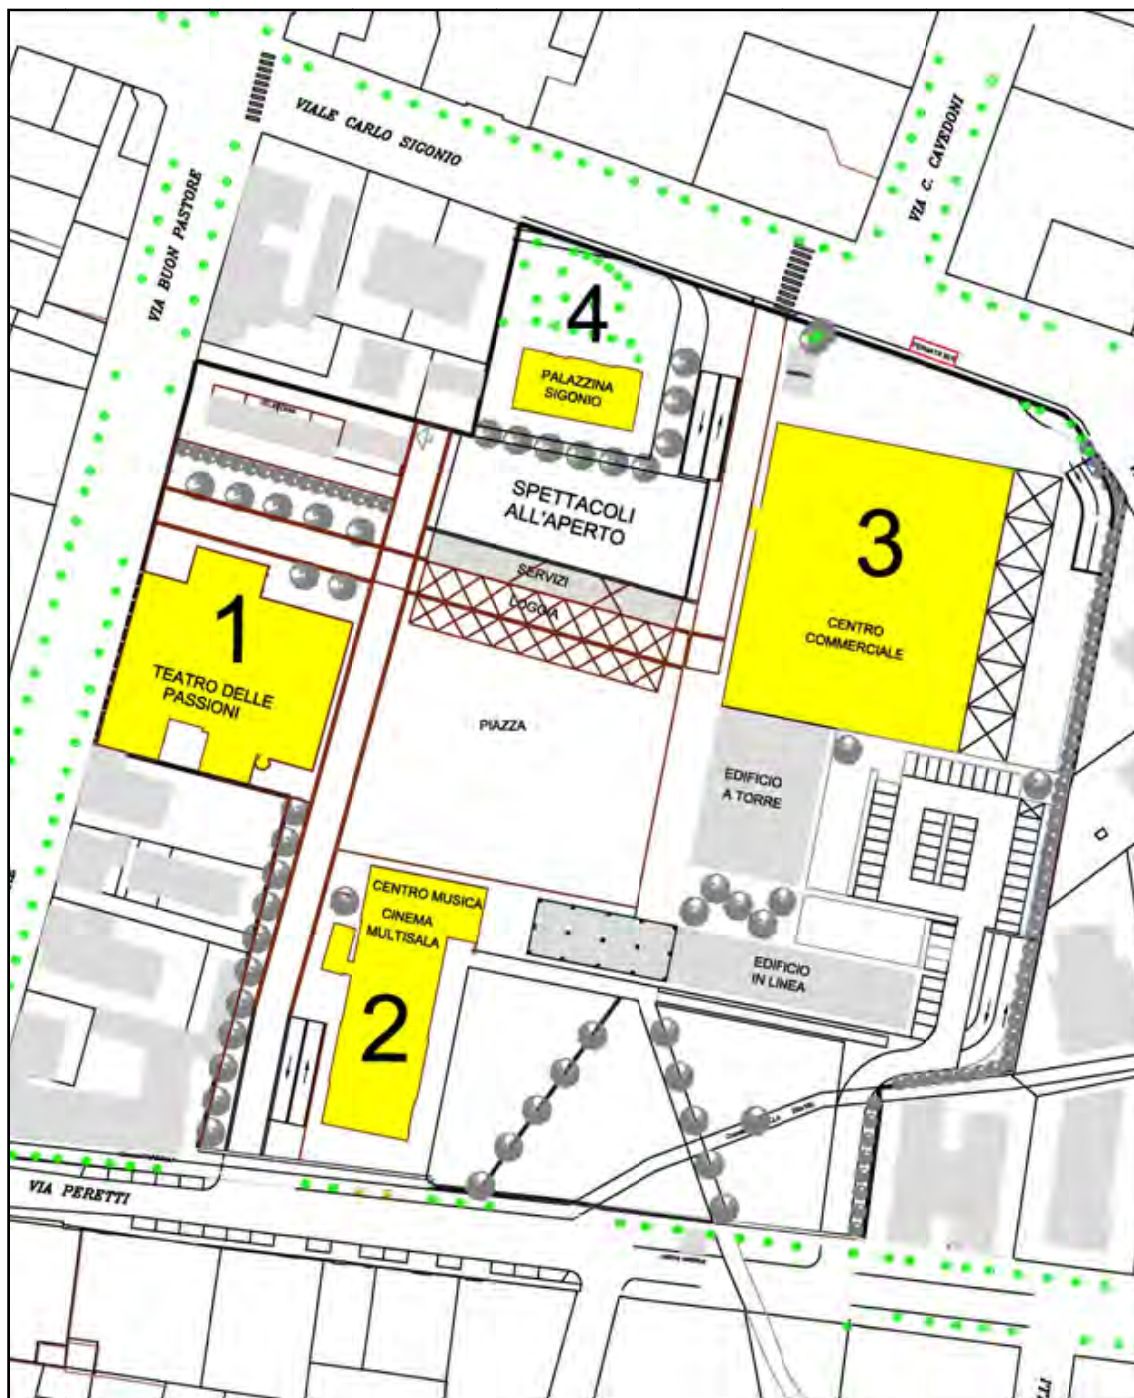 VIALE CARLO SIGONIO
VIA C. CAVEDONI
VIA BUON PASTORE
4
PALAZZINA
SIGONIO
SPETTACOLI
ALL'APERTO
SERVIZI
LOGGIA
3
CENTRO
COMMERCIALE
1
TEATRO DELLE
PASSIONI
PIAZZA
EDIFICIO
A TORRE
CENTRO MUSICA
CINEMA
MULTISALA
2
EDIFICIO
IN LINEA
VIA PERETTI